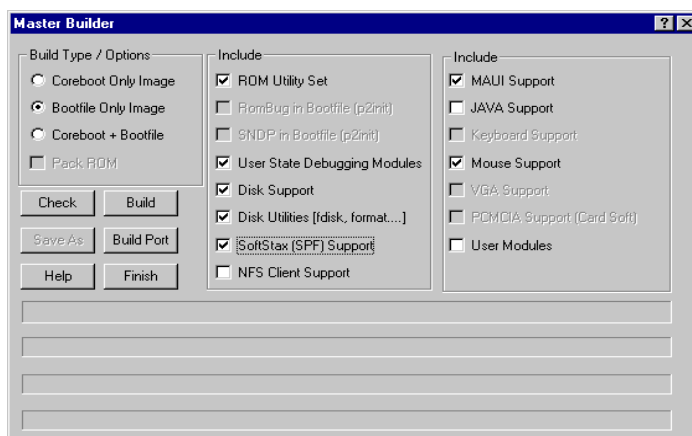 Master Builder
Build Type / Options
Coreboot Only Image
Bootfile Only Image
Coreboot + Bootfile
Pack ROM
Check
Build
Save As
Build Port
Help
Finish
Include
ROM Utility Set
RomBug in Bootfile (p2init)
SNDP in Bootfile (p2init)
User State Debugging Modules
Disk Support
Disk Utilities [fdisk, format....]
SoftStax (SPF) Support
NFS Client Support
Include
MAUI Support
JAVA Support
Keyboard Support
Mouse Support
VGA Support
PCMCIA Support (Card Soft)
User Modules